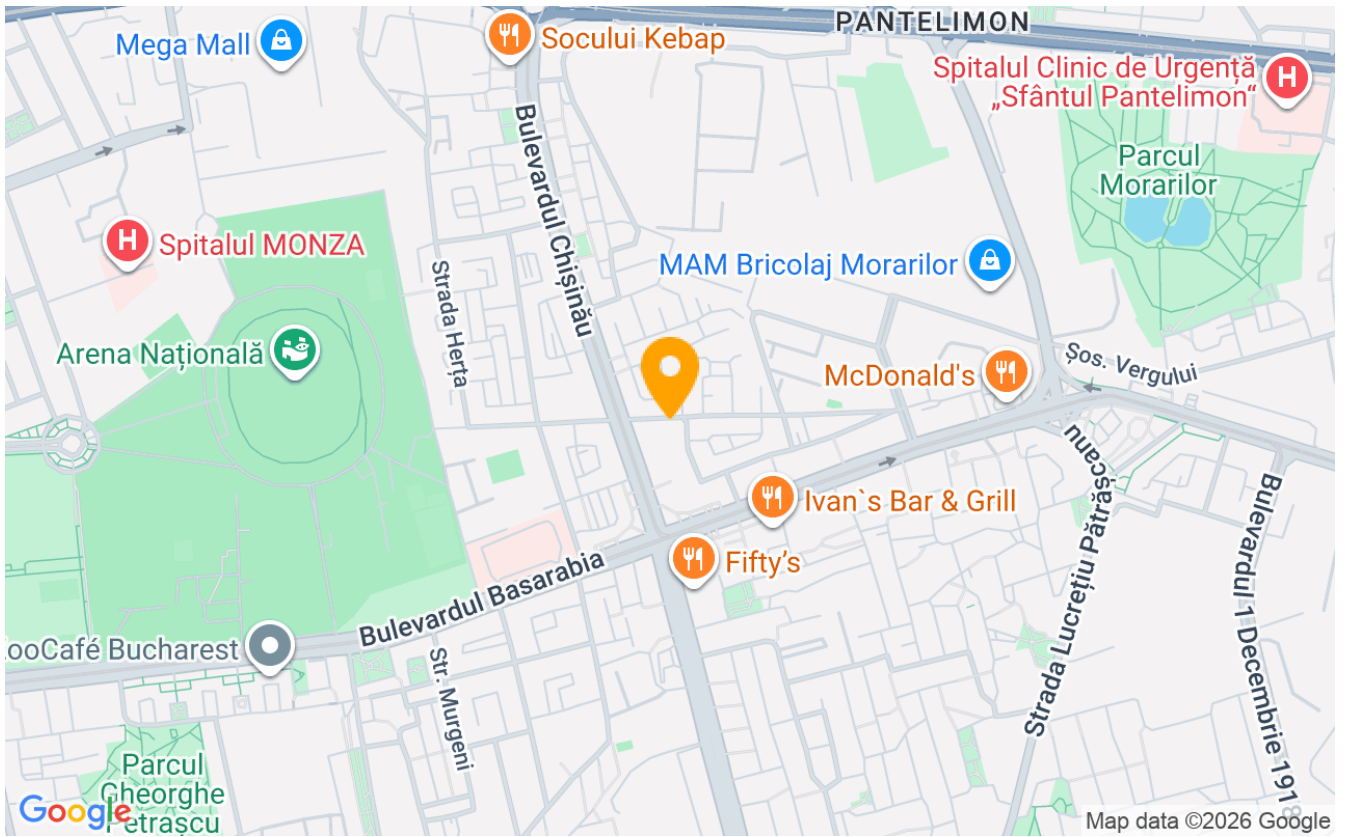 PANTELIMON
Mega Mall
Socului Kebap
Spitalul Clinic de Urgență
„Sfântul Pantelimon“
Bulevardul Chișinău
Parcul
Morarilor
Spitalul MONZA
MAM Bricolaj Morarilor
Strada Herța
Arena Națională
Șos. Vergului
McDonald's
Strada Lucrețiu Pătrășcanu
Bulevardul 1 Decembrie 1918
Ivan`s Bar & Grill
Fifty’s
Bulevardul Basarabia
ooCafé Bucharest
Str. Murgeni
Parcul
Gheorghe
Petrașcu
Google
Map data ©2026 Google